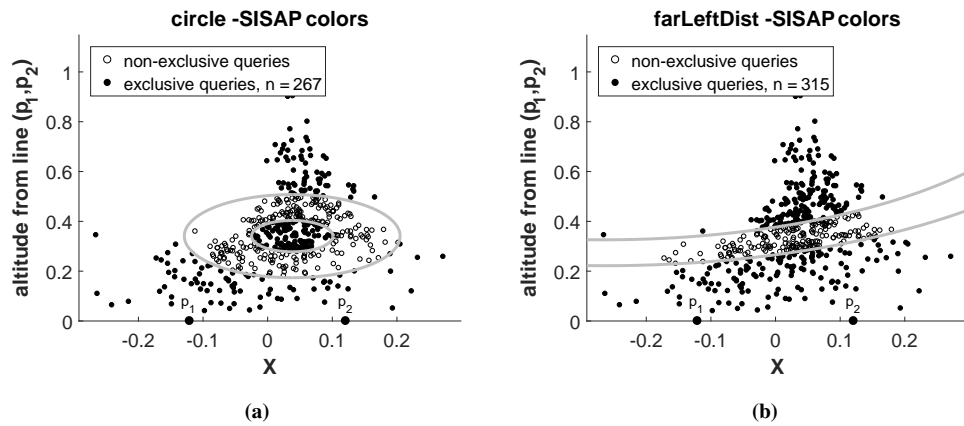 circle -SISAP colors
non-exclusive queries
exclusive queries, n = 267
altitude from line (p1,p2)
1
0.8
0.6
0.4
0.2
0
p1
p2
-0.2
-0.1
0
0.1
0.2
X
(a)
farLeftDist -SISAP colors
non-exclusive queries
exclusive queries, n = 315
altitude from line (p1,p2)
1
0.8
0.6
0.4
0.2
0
p1
p2
-0.2
-0.1
0
0.1
0.2
X
(b)